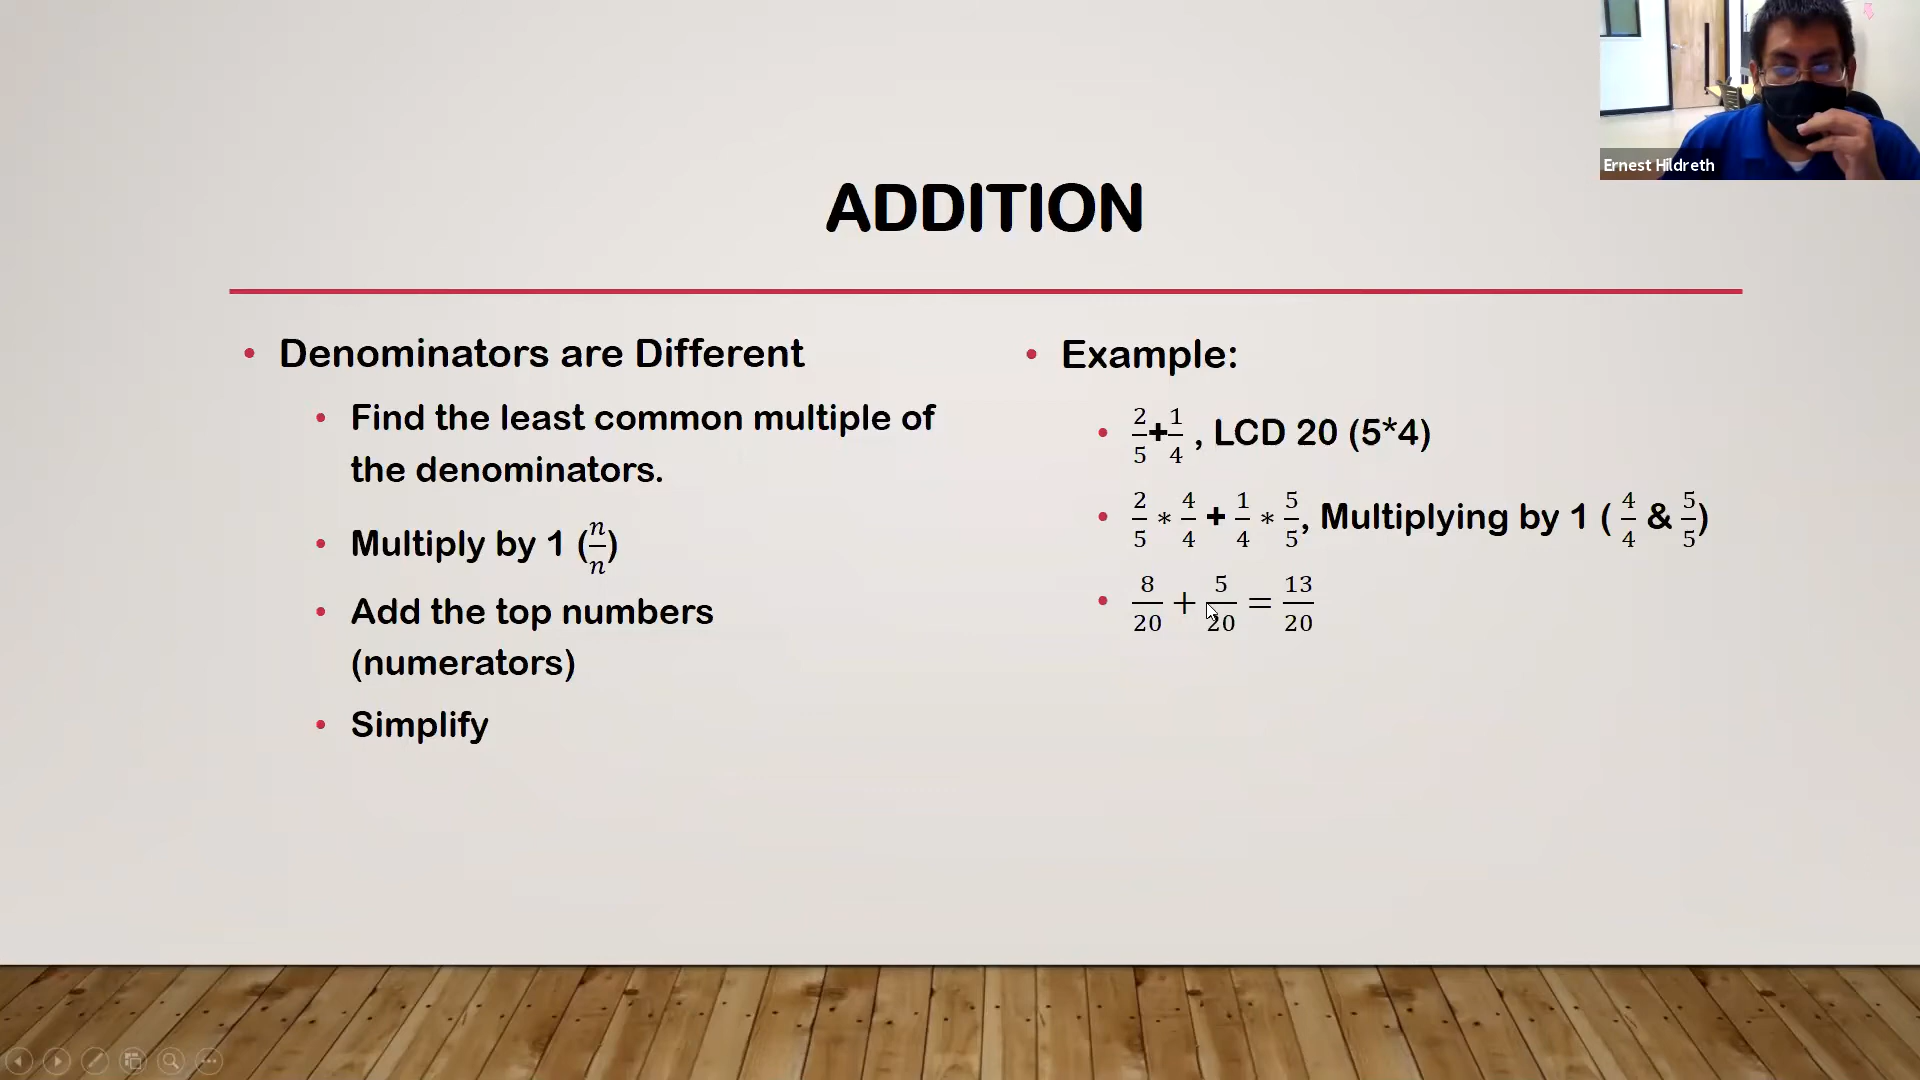 Ernest Hildreth
ADDITION
• Denominators are Different
• Find the least common multiple of
the denominators.
• Multiply by 1 (n/n)
• Add the top numbers
(numerators)
• Simplify
• Example:
• 2/5+1/4 , LCD 20 (5*4)
• 2/5 * 4/4 + 1/4 * 5/5, Multiplying by 1 ( 4/4 & 5/5)
• 8/20 + 5/20 = 13/20